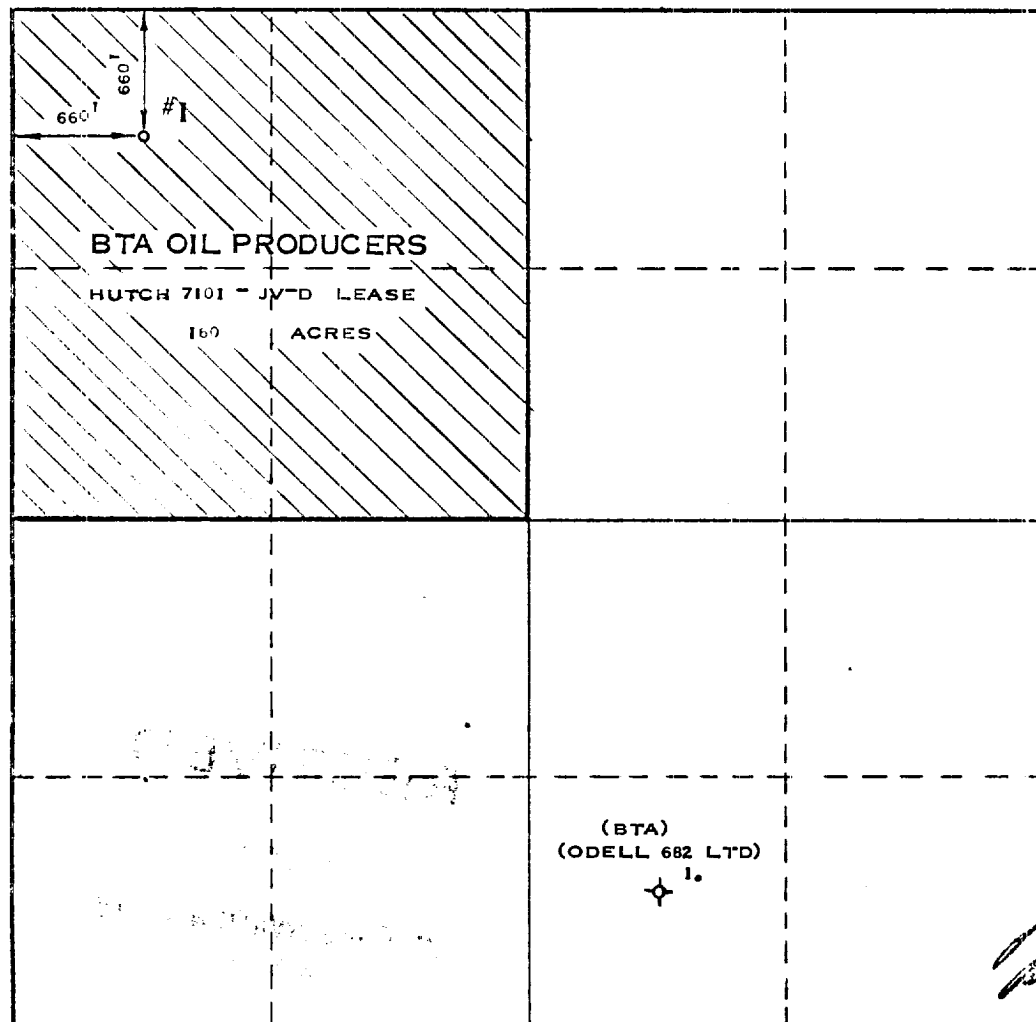 660'
660'
#1
BTA OIL PRODUCERS
HUTCH 7101 - JV-D LEASE
160 ACRES
(BTA)
(ODELL 682 LTD)
1.